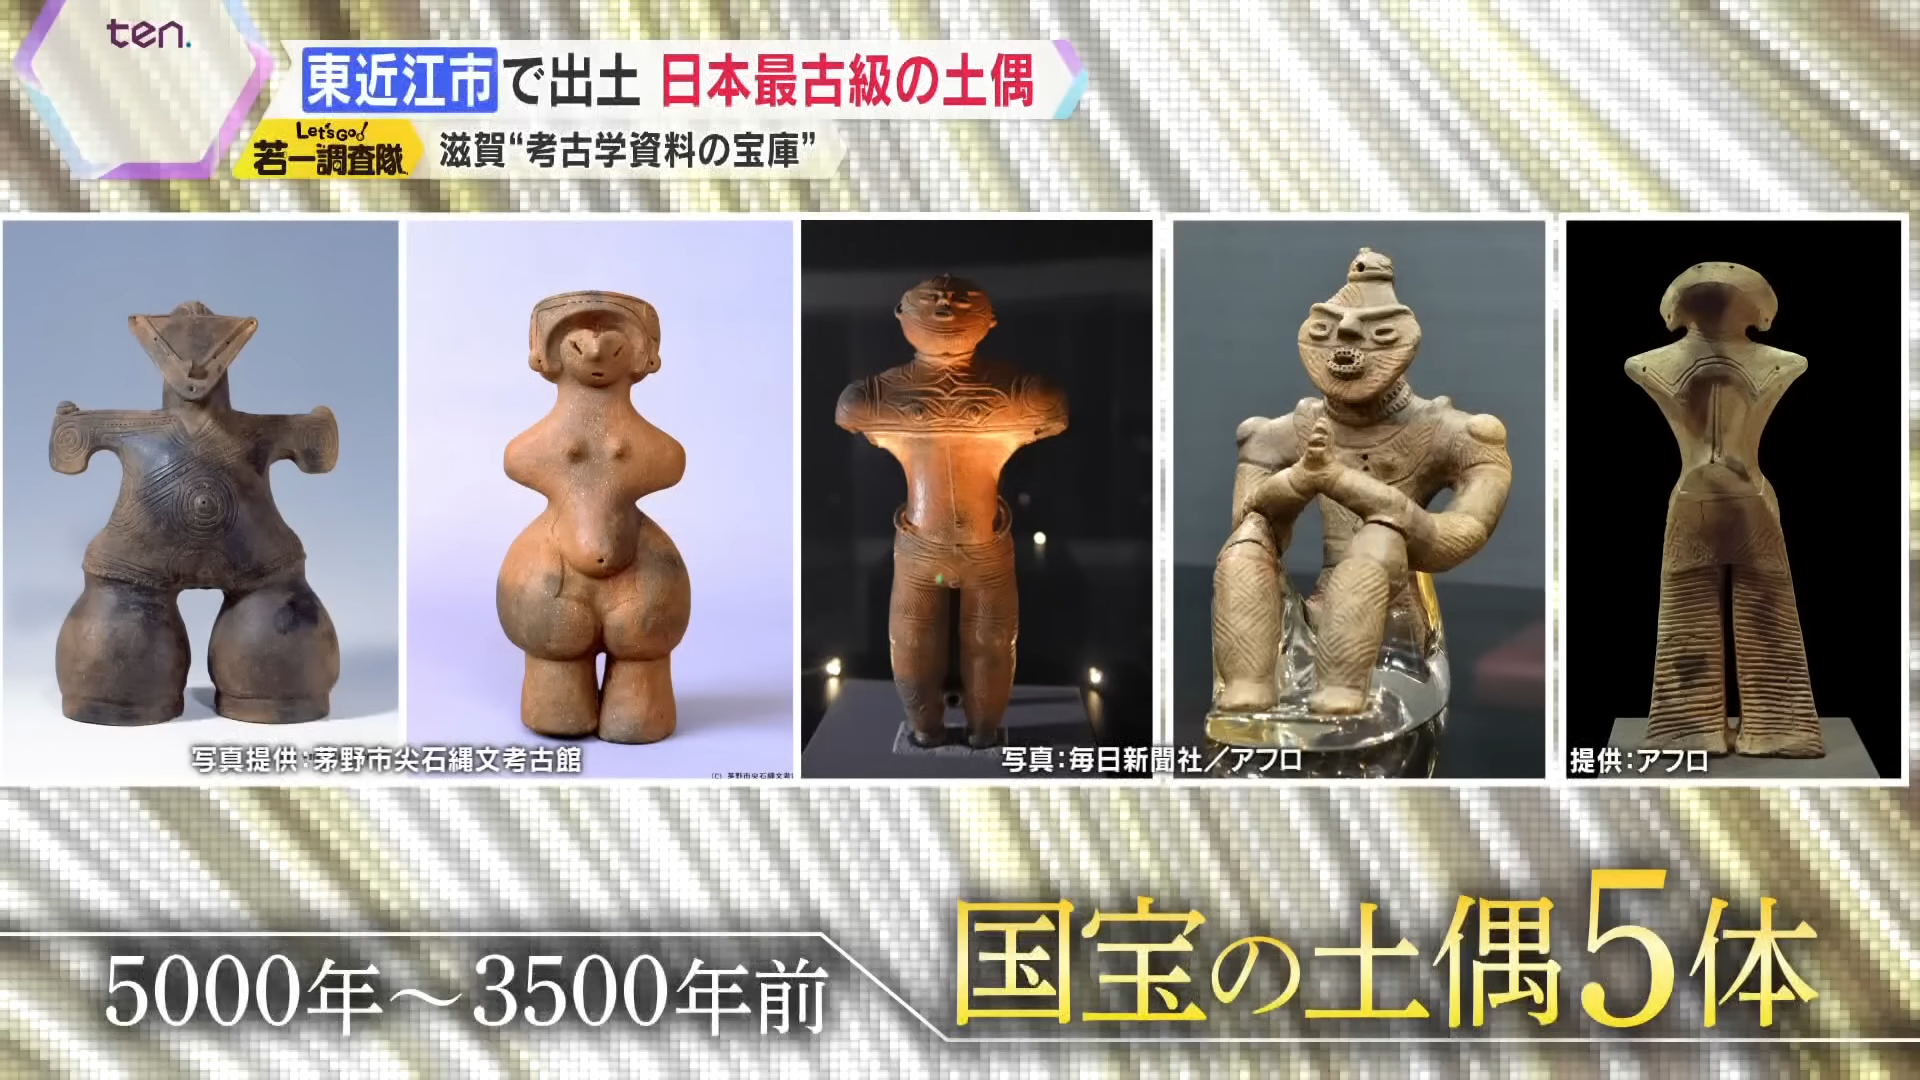 ten.
東近江市で出土 日本最古級の土偶
Let's Go!
若一調査隊
滋賀“考古学資料の宝庫”
写真提供：茅野市尖石縄文考古館
写真：毎日新聞社／アフロ
提供：アフロ
5000年～3500年前
国宝の土偶5体